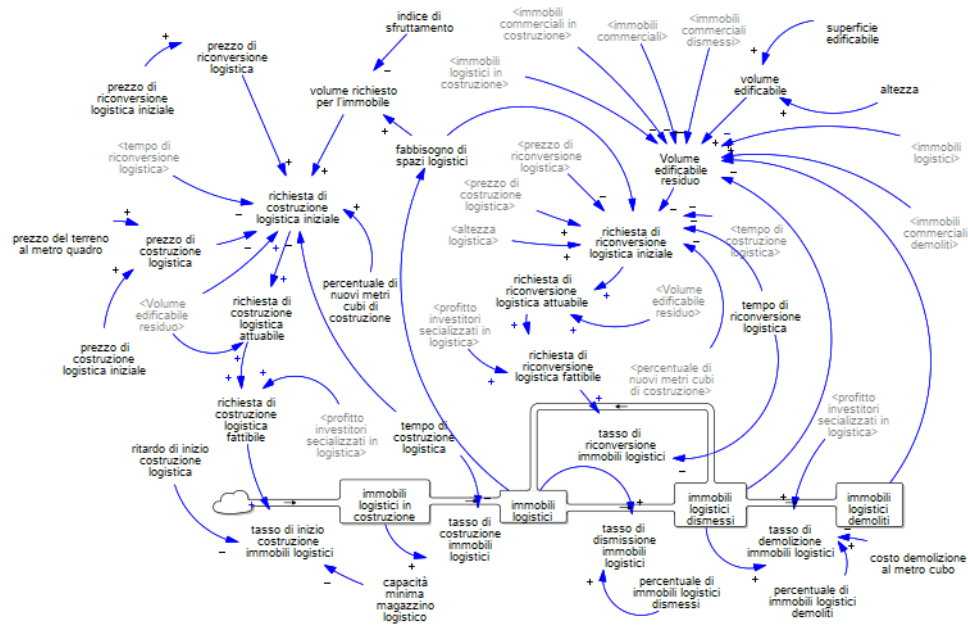 indice di
sfruttamento
<immobili
commerciali in
costruzione>
<immobili
commerciali>
<immobili
commerciali
dismessi>
superficie
edificabile
prezzo di
riconversione
logistica
<immobili
logistici in
costruzione>
volume
edificabile
altezza
prezzo di
riconversione
logistica iniziale
volume richiesto
per l'immobile
<tempo di
riconversione
logistica>
fabbisogno di
spazi logistici
<prezzo di
riconversione
logistica>
Volume
edificabile
residuo
<immobili
logistici>
<prezzo di
costruzione
logistica>
richiesta di
costruzione
logistica iniziale
<altezza
logistica>
richiesta di
riconversione
logistica iniziale
<tempo di
costruzione
logistica>
<immobili
commerciali
demoliti>
prezzo del terreno
al metro quadro
prezzo di
costruzione
logistica
percentuale di
nuovi metri
cubi di
costruzione
richiesta di
riconversione
logistica attuabile
<Volume
edificabile
residuo>
tempo di
riconversione
logistica
<Volume
edificabile
residuo>
richiesta di
costruzione
logistica
attuabile
<profitto
investitori
secializzati in
logistica>
prezzo di
costruzione
logistica iniziale
richiesta di
riconversione
logistica fattibile
<percentuale di
nuovi metri cubi
di costruzione>
richiesta di
costruzione
logistica
fattibile
<profitto
investitori
secializzati in
logistica>
tempo di
costruzione
logistica
tasso di
riconversione
immobili logistici
<profitto
investitori
secializzati in
logistica>
ritardo di inizio
costruzione
logistica
immobili
logistici in
costruzione
immobili
logistici
immobili
logistici
dismessi
immobili
logistici
demoliti
tasso di inizio
costruzione
immobili logistici
tasso di
costruzione
immobili
logistici
tasso di
dismissione
immobili
logistici
tasso di
demolizione
immobili logistici
costo demolizione
al metro cubo
capacità
minima
magazzino
logistico
percentuale di
immobili logistici
dismessi
percentuale di
immobili logistici
demoliti